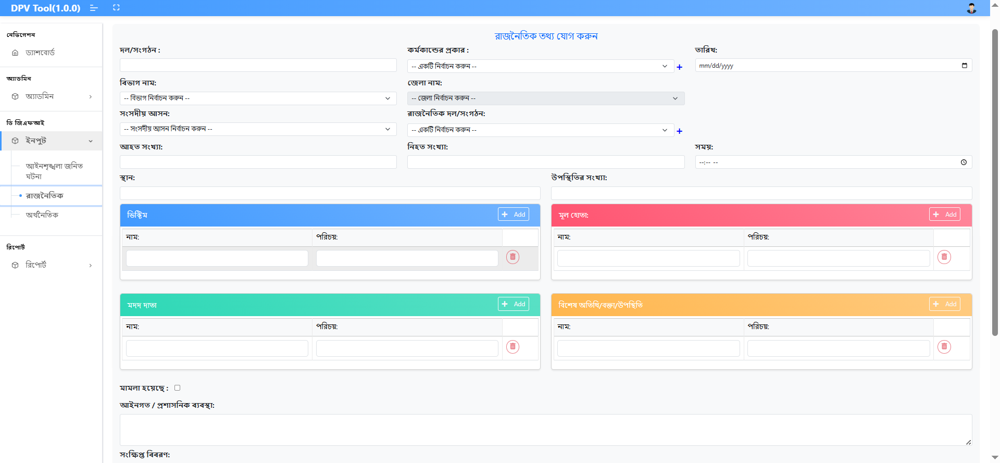 DPV Tool(1.0.0)
নেভিগেশন
ড্যাশবোর্ড
অ্যাডমিন
অ্যাডমিন
ডি জিএফআই
ইনপুট
আইনশৃঙ্খলা জনিত
ঘটনা
রাজনৈতিক
অর্থনৈতিক
রিপোর্ট
রিপোর্ট
রাজনৈতিক তথ্য যোগ করুন
দল/সংগঠন :
কর্মকান্ডের প্রকার :
তারিখ:
-- একটি নির্বাচন করুন --
+
mm/dd/yyyy
বিভাগ নাম:
জেলা নাম:
-- বিভাগ নির্বাচন করুন --
-- জেলা নির্বাচন করুন --
সংসদীয় আসন:
রাজনৈতিক দল/সংগঠন:
-- সংসদীয় আসন নির্বাচন করুন --
-- একটি নির্বাচন করুন --
+
আহত সংখ্যা:
নিহত সংখ্যা:
সময়:
--:-- --
স্থান:
উপস্থিতির সংখ্যা:
ভিক্টিম
+ Add
মূল হোতা:
+ Add
নাম:
পরিচয়:
নাম:
পরিচয়:
মদদ দাতা
+ Add
বিশেষ অতিথি/বক্তা/উপস্থিতি
+ Add
নাম:
পরিচয়:
নাম:
পরিচয়:
মামলা হয়েছে :
আইনগত / প্রশাসনিক ব্যবস্থা:
সংক্ষিপ্ত বিবরণ: